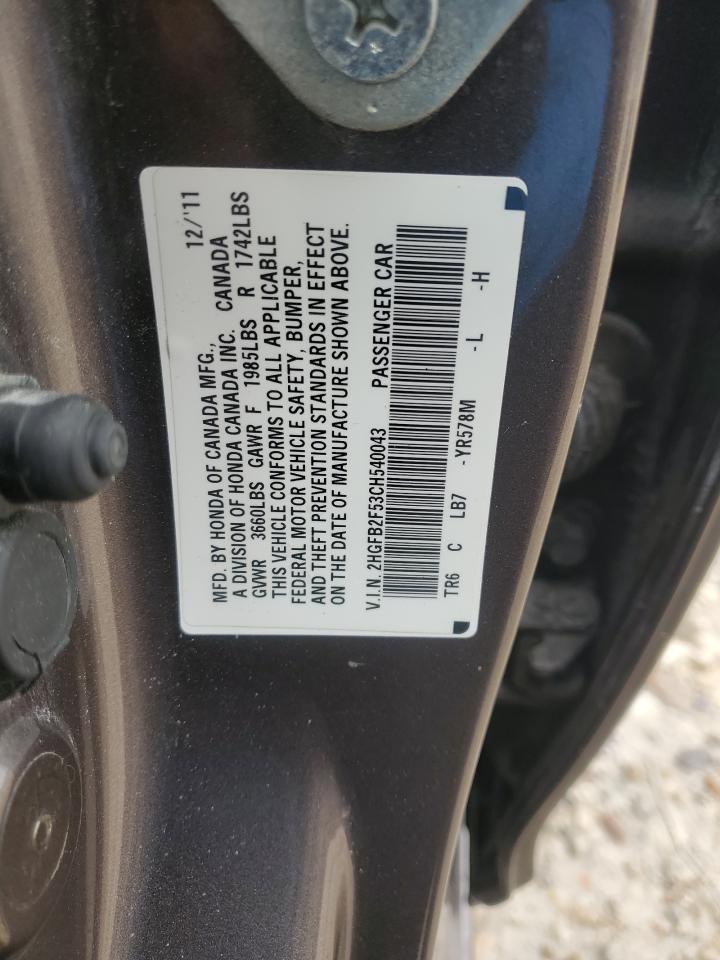 MFD. BY HONDA OF CANADA MFG., 12/'11
A DIVISION OF HONDA CANADA INC. CANADA
GVWR 3660LBS GAWR F 1985LBS R 1742LBS
THIS VEHICLE CONFORMS TO ALL APPLICABLE
FEDERAL MOTOR VEHICLE SAFETY, BUMPER,
AND THEFT PREVENTION STANDARDS IN EFFECT
ON THE DATE OF MANUFACTURE SHOWN ABOVE.
V.I.N. 2HGFB2F53CH540043 PASSENGER CAR
TR6 C LB7 -YR578M -L -H